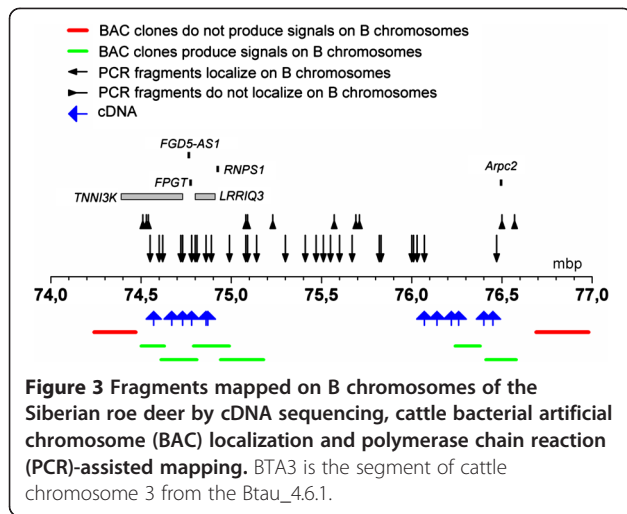 BAC clones do not produce signals on B chromosomes
BAC clones produce signals on B chromosomes
PCR fragments localize on B chromosomes
PCR fragments do not localize on B chromosomes
cDNA
FGD5-AS1
FPGT
RNPS1
Arpc2
TNNI3K
LRRIQ3
mbp
74,0 74,5 75,0 75,5 76,0 76,5 77,0
Figure 3 Fragments mapped on B chromosomes of the
Siberian roe deer by cDNA sequencing, cattle bacterial artificial
chromosome (BAC) localization and polymerase chain reaction
(PCR)-assisted mapping. BTA3 is the segment of cattle
chromosome 3 from the Btau_4.6.1.